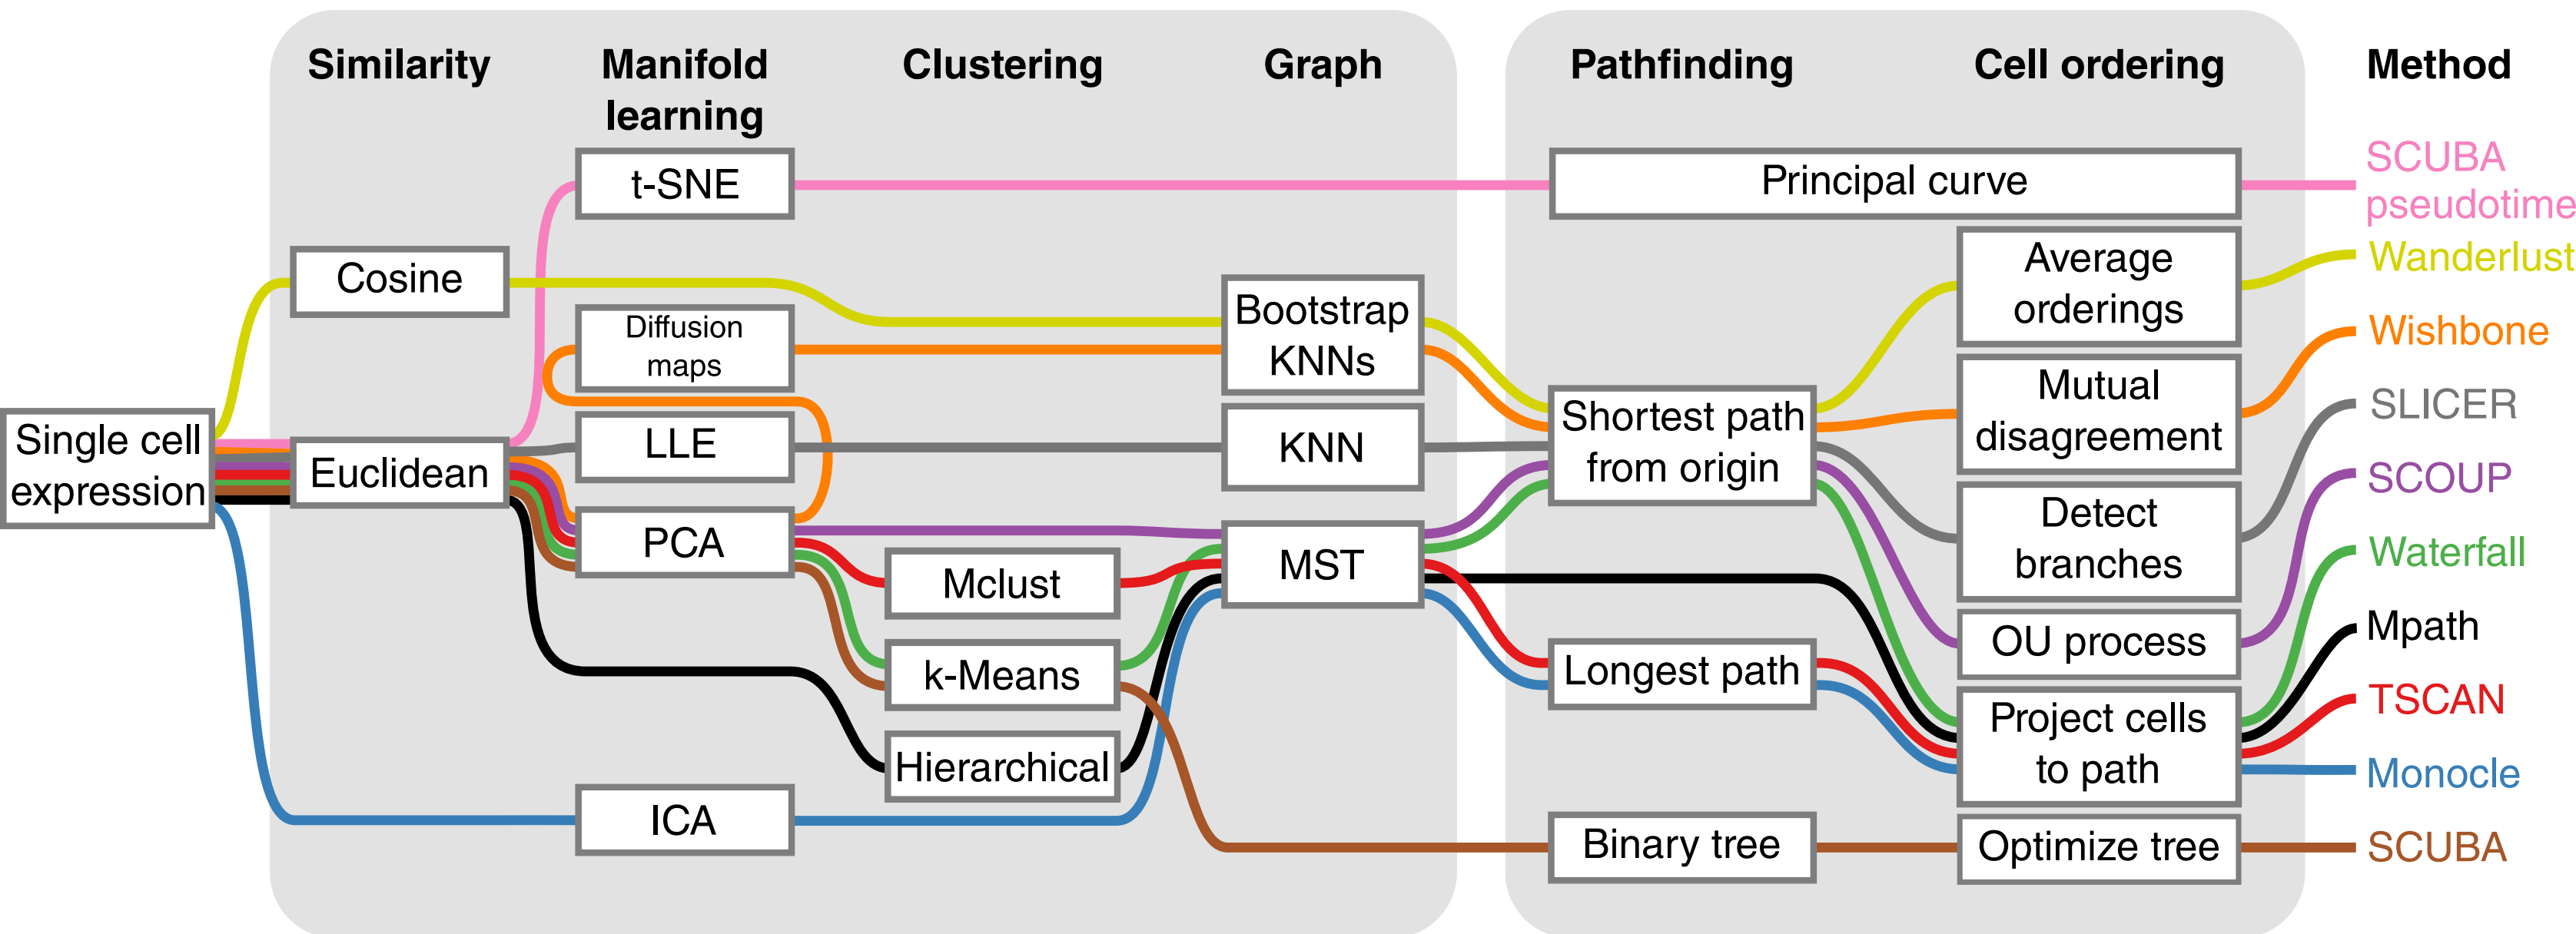 Similarity
Manifold
learning
Clustering
Graph
Pathfinding
Cell ordering
Method
Single cell
expression
Cosine
Euclidean
t-SNE
Diffusion
maps
LLE
PCA
ICA
Mclust
k-Means
Hierarchical
Bootstrap
KNNs
KNN
MST
Principal curve
Shortest path
from origin
Longest path
Binary tree
Average
orderings
Mutual
disagreement
Detect
branches
OU process
Project cells
to path
Optimize tree
SCUBA
pseudotime
Wanderlust
Wishbone
SLICER
SCOUP
Waterfall
Mpath
TSCAN
Monocle
SCUBA